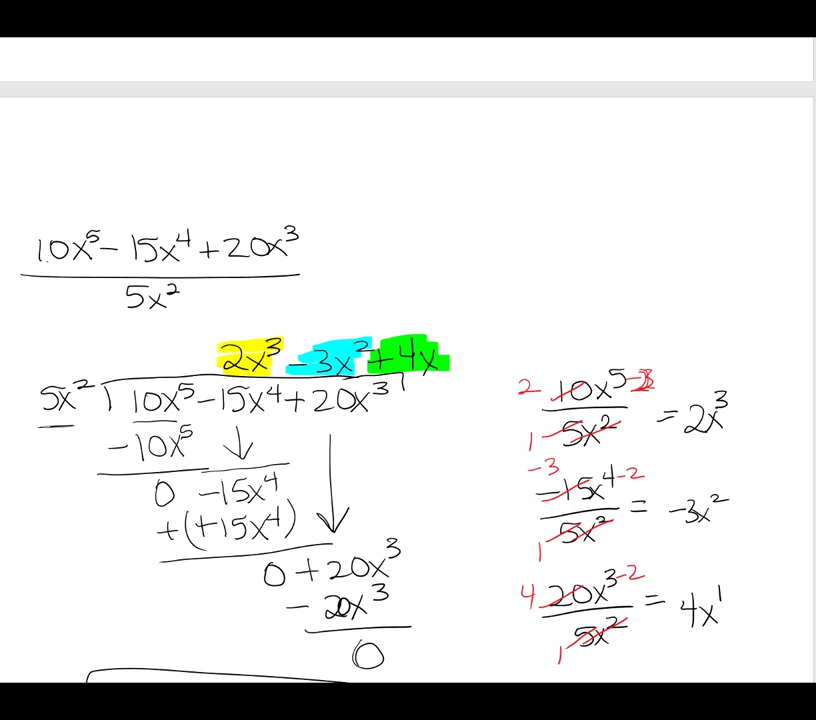 10x⁵ - 15x⁴ + 20x³
5x²
2x³ - 3x² + 4x
5x² ) 10x⁵ - 15x⁴ + 20x³
- 10x⁵
0 - 15x⁴
+ (+15x⁴)
0 + 20x³
- 20x³
0
2 10x⁵⁻²
1 5x² = 2x³
-3 -15x⁴⁻²
1 5x² = -3x²
4 20x³⁻²
1 5x² = 4x¹